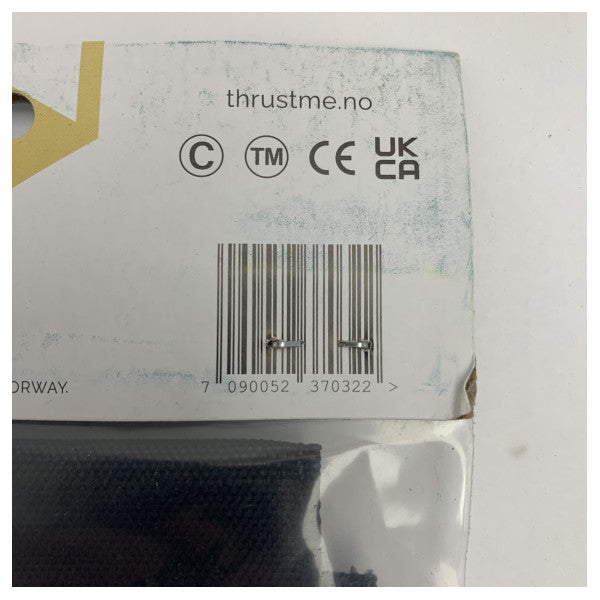 thrustme.no
© TM CE UK
CA
7 090052 370322 >
ORWAY.